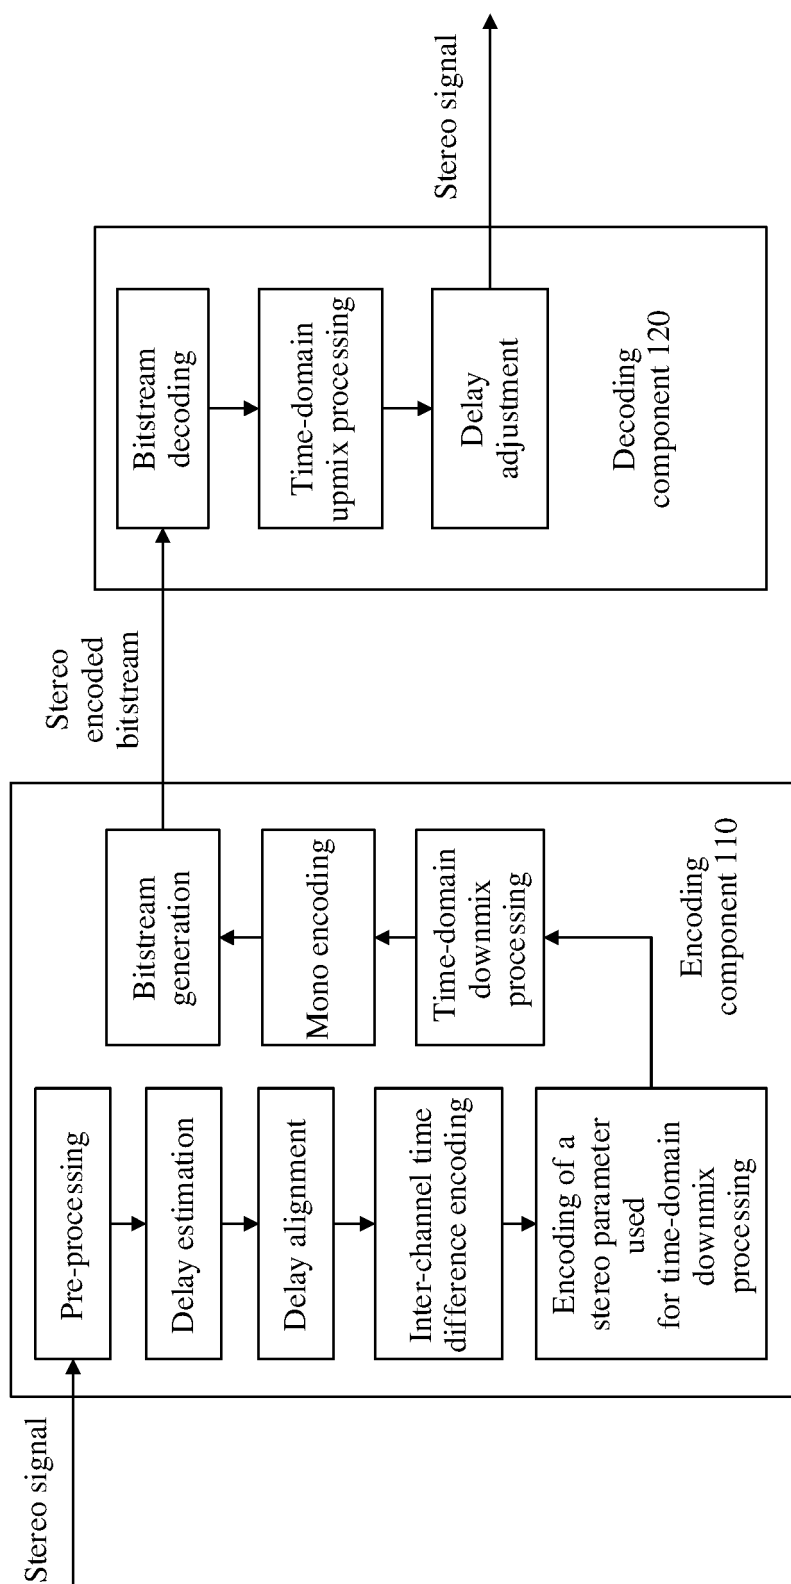 Stereo signal
Pre-processing
Delay estimation
Delay alignment
Inter-channel time
difference encoding
Encoding of a
stereo parameter
used
for time-domain
downmix
processing
Time-domain
downmix
processing
Mono encoding
Bitstream
generation
Encoding
component 110
Stereo
encoded
bitstream
Bitstream
decoding
Time-domain
upmix processing
Delay
adjustment
Decoding
component 120
Stereo signal